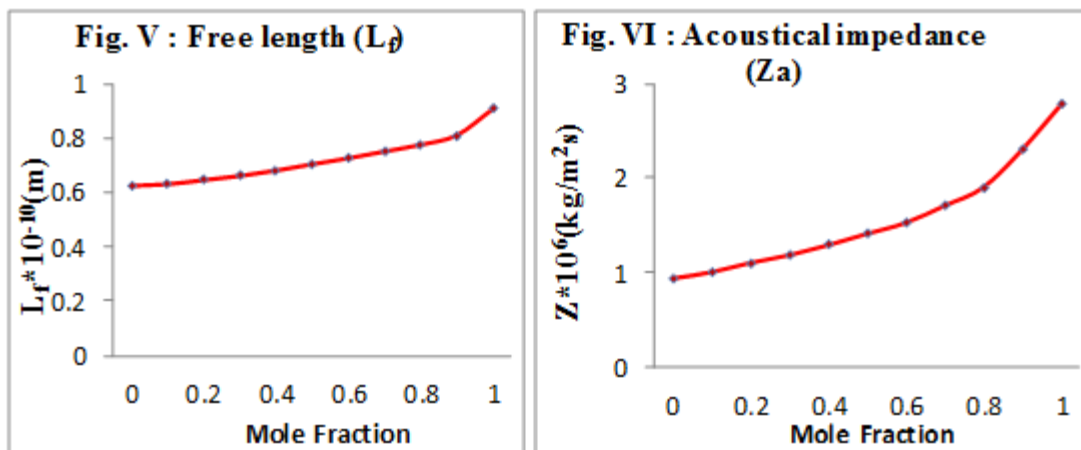 Fig. V : Free length (Lf)
1
0.8
0.6
0.4
0.2
0
Lf*10-10(m)
0 0.2 0.4 0.6 0.8 1
Mole Fraction
Fig. VI : Acoustical impedance
(Za)
3
2
1
0
Z*10⁶(kg/m²s)
0 0.2 0.4 0.6 0.8 1
Mole Fraction